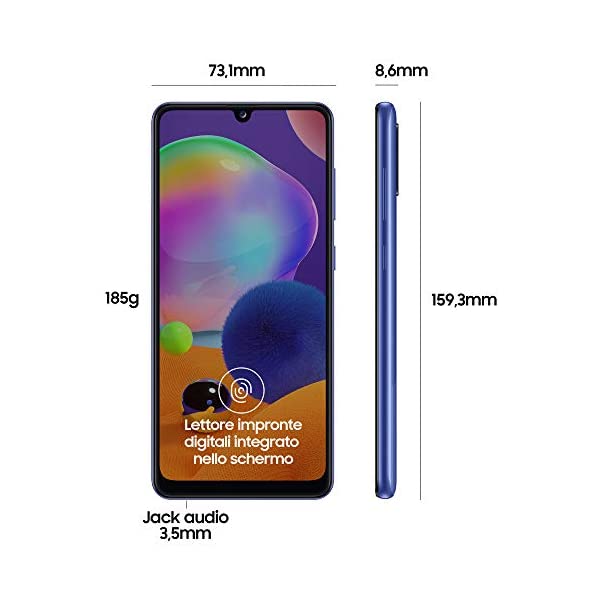 73,1mm
8,6mm
185g
159,3mm
Lettore impronte
digitali integrato
nello schermo
Jack audio
3,5mm